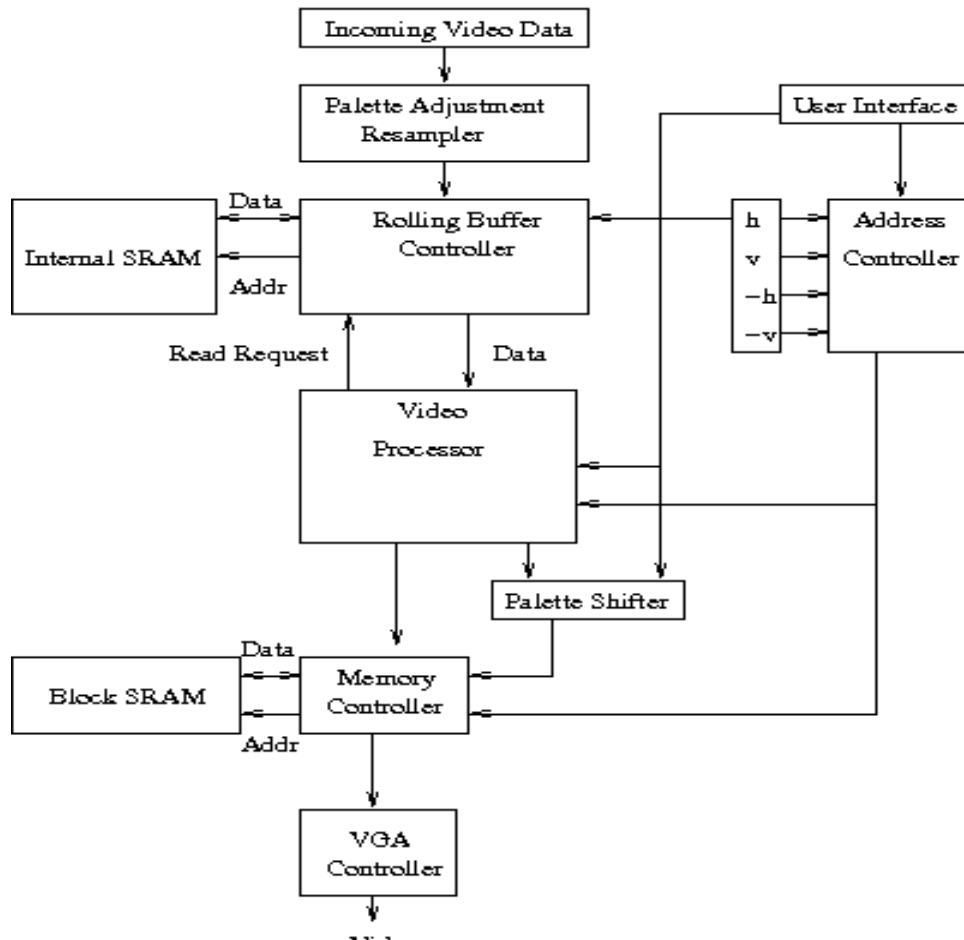 Incoming Video Data
Palette Adjustment
Resampler
User Interface
Data
Rolling Buffer
Controller
h
Address
Internal SRAM
v
Controller
Addr
−h
−v
Read Request
Data
Video
Processor
Palette Shifter
Data
Memory
Controller
Block SRAM
Addr
VGA
Controller